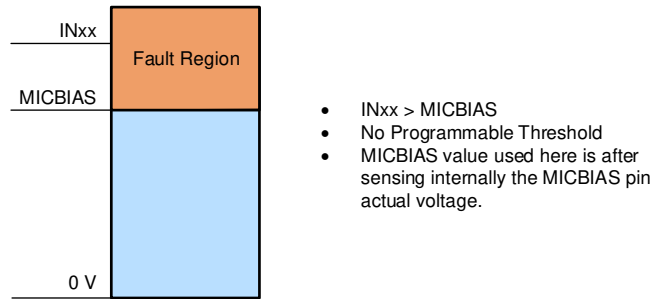 INxx
Fault Region
MICBIAS
0 V
• INxx > MICBIAS
• No Programmable Threshold
• MICBIAS value used here is after
sensing internally the MICBIAS pin
actual voltage.